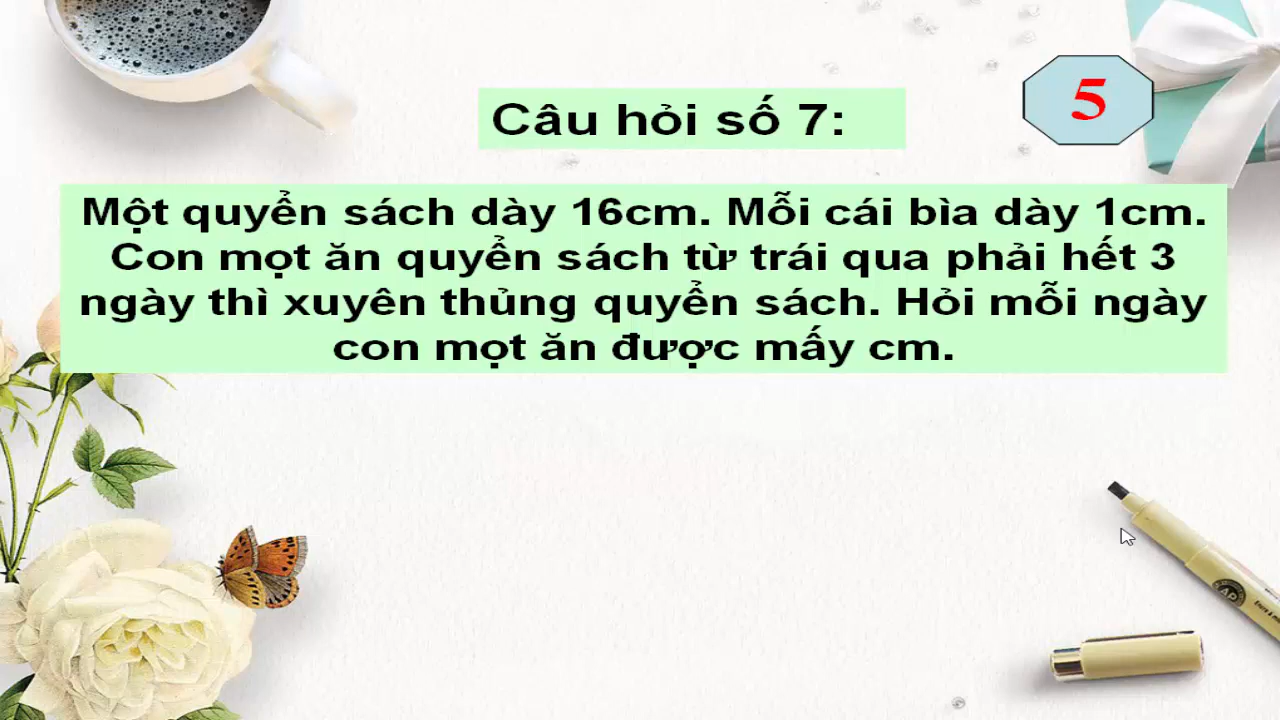 Câu hỏi số 7:
5
Một quyển sách dày 16cm. Mỗi cái bìa dày 1cm.
Con mọt ăn quyển sách từ trái qua phải hết 3
ngày thì xuyên thủng quyển sách. Hỏi mỗi ngày
con mọt ăn được mấy cm.